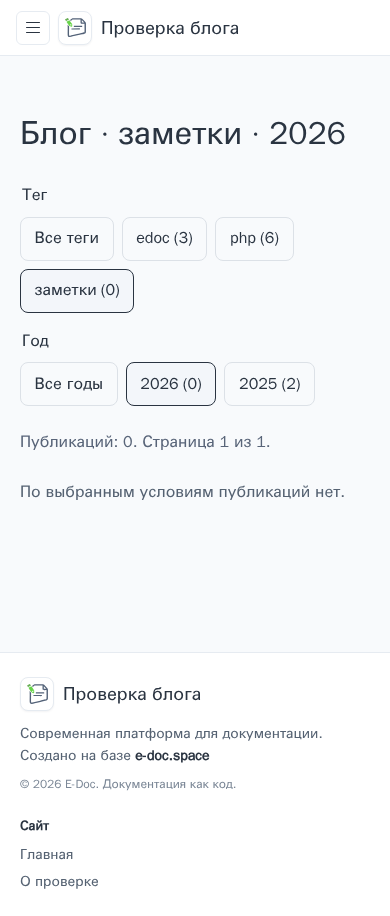 Проверка блога
Блог · заметки · 2026
Тег
Все теги
edoc (3)
php (6)
заметки (0)
Год
Все годы
2026 (0)
2025 (2)
Публикаций: 0. Страница 1 из 1.
По выбранным условиям публикаций нет.
Проверка блога
Современная платформа для документации.
Создано на базе e-doc.space
© 2026 E-Doc. Документация как код.
Сайт
Главная
О проверке